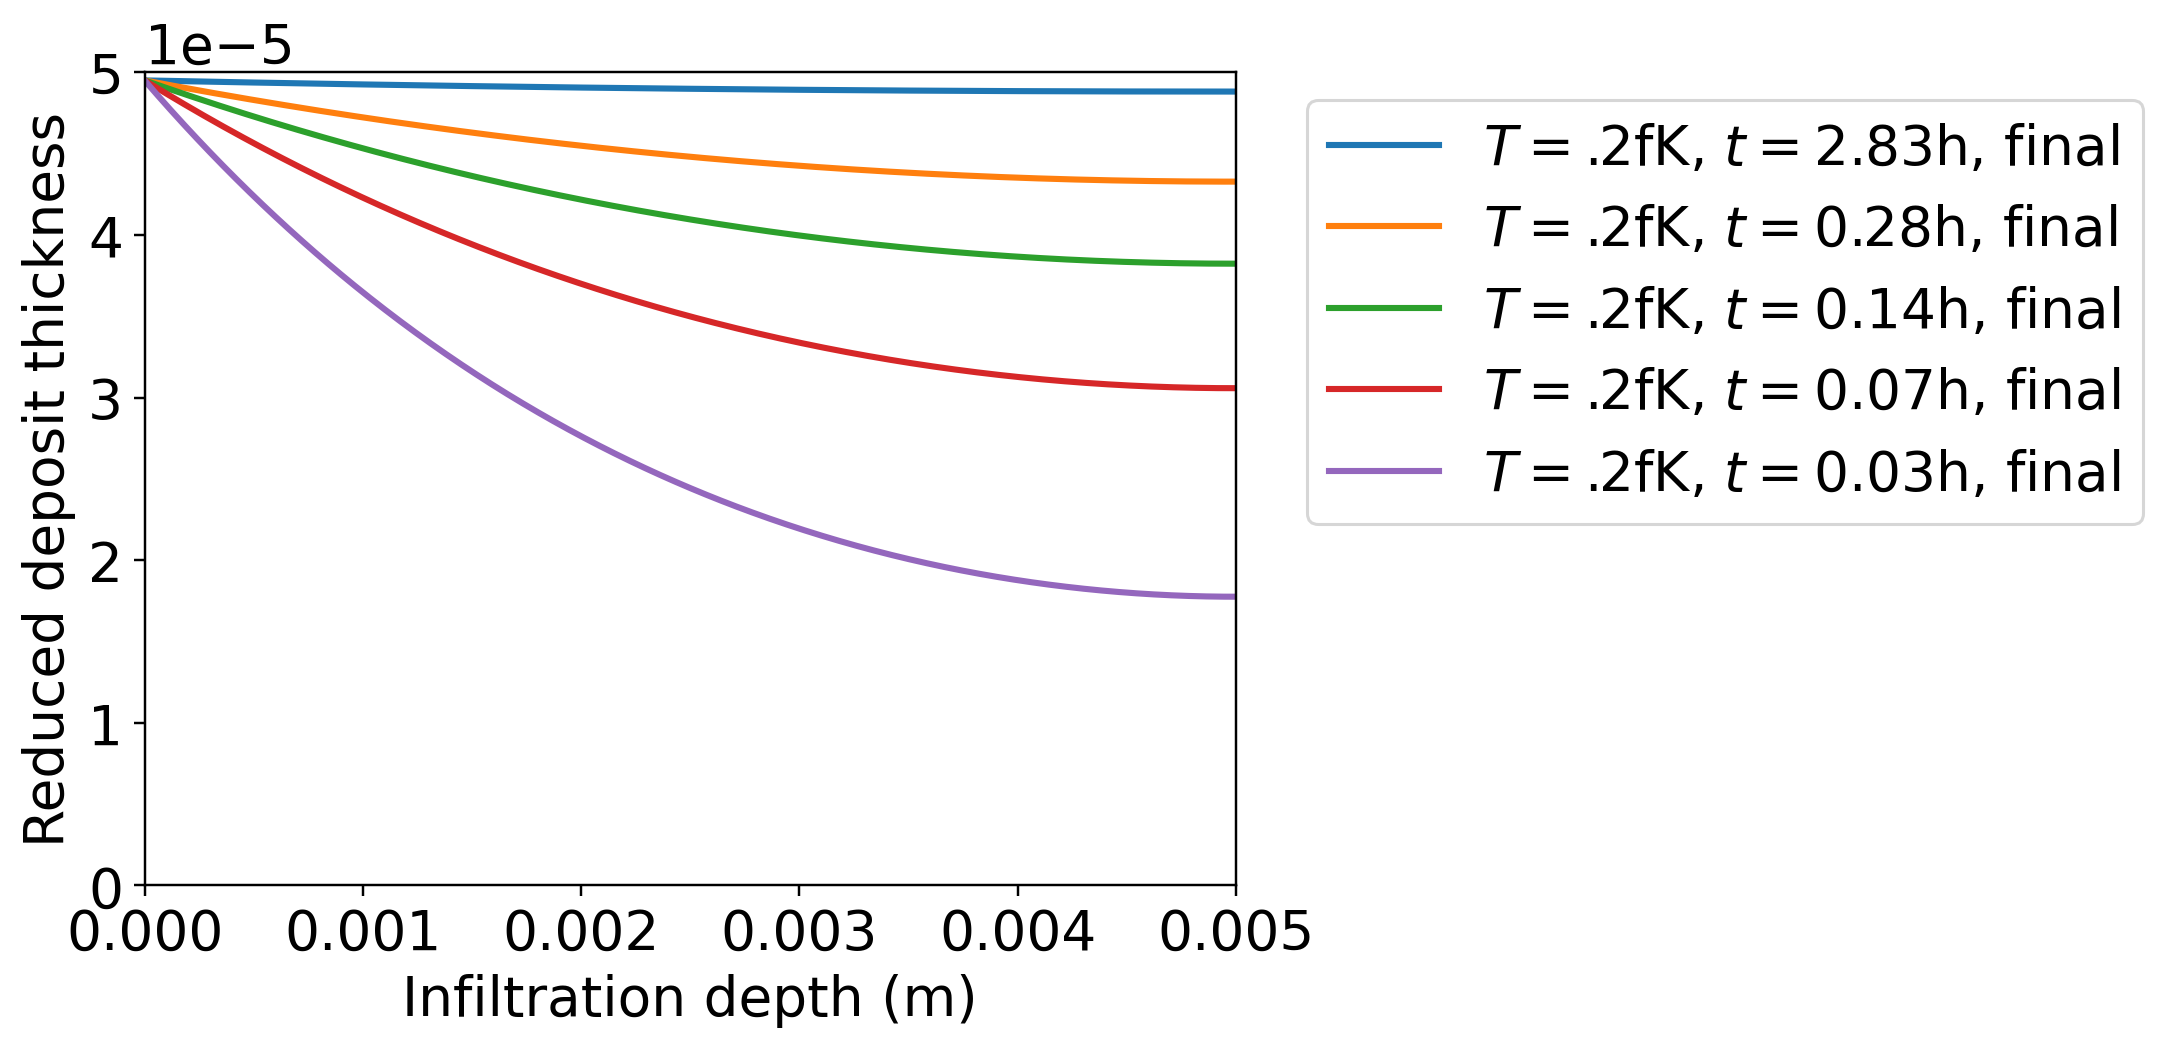 1e−5
5
4
3
2
1
0
Reduced deposit thickness
0.000 0.001 0.002 0.003 0.004 0.005
Infiltration depth (m)
T = .2fK, t = 2.83h, final
T = .2fK, t = 0.28h, final
T = .2fK, t = 0.14h, final
T = .2fK, t = 0.07h, final
T = .2fK, t = 0.03h, final